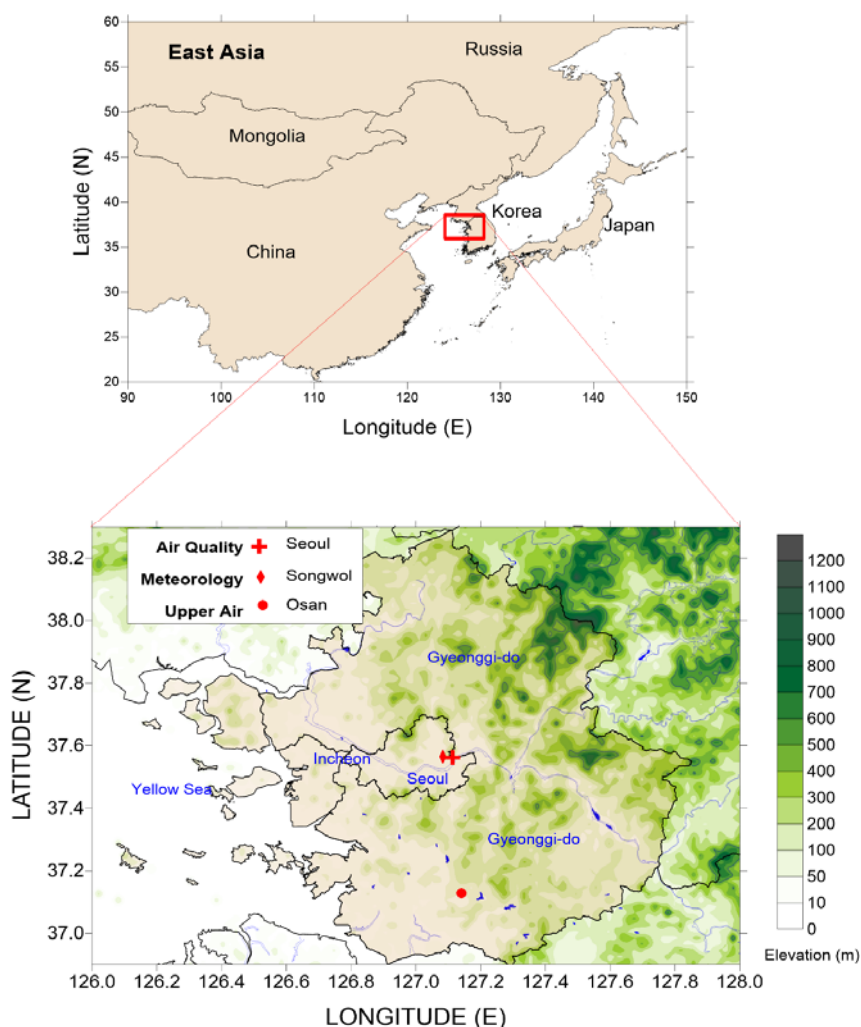 60
East Asia
Russia
50
Mongolia
45
40
Korea
Japan
35
China
30
25
20
90
100
110
120
130
140
150
55
Latitude (N)
Longitude (E)
Air Quality Seoul
Meteorology Songwol
Upper Air Osan
38.2
38.0
37.8
37.6
37.4
37.2
37.0
LATITUDE (N)
Gyeonggi-do
Incheon
Seoul
Yellow Sea
Gyeonggi-do
126.0 126.2 126.4 126.6 126.8 127.0 127.2 127.4 127.6 127.8 128.0
LONGITUDE (E)
1200
1100
1000
900
800
700
600
500
400
300
200
100
50
10
0
Elevation (m)